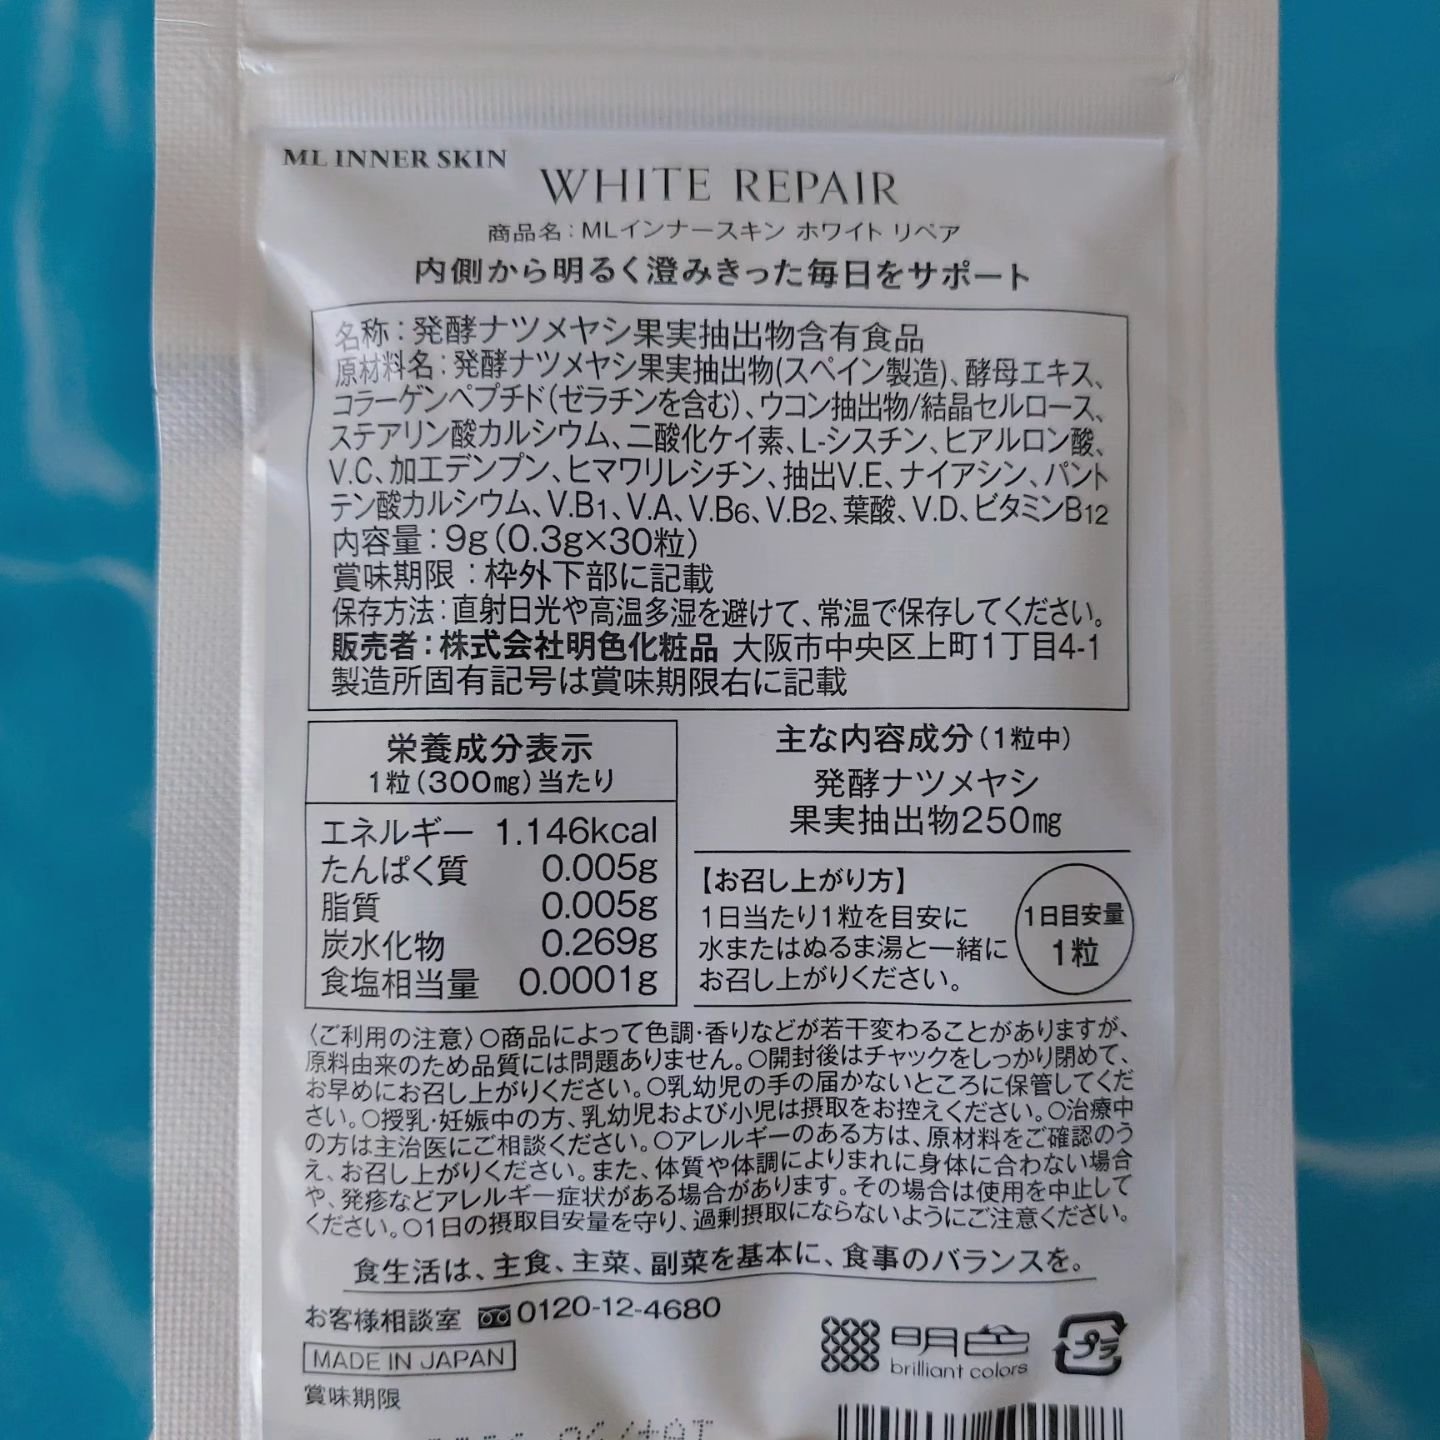 ML INNER SKIN
WHITE REPAIR
商品名:MLインナースキン ホワイト リペア
内側から明るく澄みきった毎日をサポート
名称:発酵ナツメヤシ果実抽出物含有食品
原材料名:発酵ナツメヤシ果実抽出物(スペイン製造)、酵母エキス、
コラーゲンペプチド(ゼラチンを含む)、ウコン抽出物/結晶セルロース、
ステアリン酸カルシウム、二酸化ケイ素、L-シスチン、ヒアルロン酸、
V.C、加工デンプン、ヒマワリレシチン、抽出V.E、ナイアシン、パント
テン酸カルシウム、V.B1、V.A、V.B6、V.B2、葉酸、V.D、ビタミンB12
内容量:9g(0.3g×30粒)
賞味期限:枠外下部に記載
保存方法:直射日光や高温多湿を避けて、常温で保存してください。
販売者:株式会社明色化粧品 大阪市中央区上町1丁目4-1
製造所固有記号は賞味期限右に記載
栄養成分表示
1粒(300㎎)当たり
エネルギー 1.146kcal
たんぱく質 0.005g
脂質 0.005g
炭水化物 0.269g
食塩相当量 0.0001g
主な内容成分(1粒中)
発酵ナツメヤシ
果実抽出物250㎎
【お召し上がり方】
1日当たり1粒を目安に
水またはぬるま湯と一緒に
お召し上がりください。
1日目安量
1粒
〈ご利用の注意〉○商品によって色調・香りなどが若干変わることがありますが、
原料由来のため品質には問題ありません。○開封後はチャックをしっかり閉めて、
お早めにお召し上がりください。○乳幼児の手の届かないところに保管してくだ
さい。○授乳・妊娠中の方、乳幼児および小児は摂取をお控えください。○治療中
の方は主治医にご相談ください。○アレルギーのある方は、原材料をご確認のう
え、お召し上がりください。また、体質や体調によりまれに身体に合わない場合
や、発疹などアレルギー症状がある場合があります。その場合は使用を中止して
ください。○1日の摂取目安量を守り、過剰摂取にならないようにご注意ください。
食生活は、主食、主菜、副菜を基本に、食事のバランスを。
お客様相談室 0120-12-4680
MADE IN JAPAN
明色
brilliant colors
プラ
賞味期限